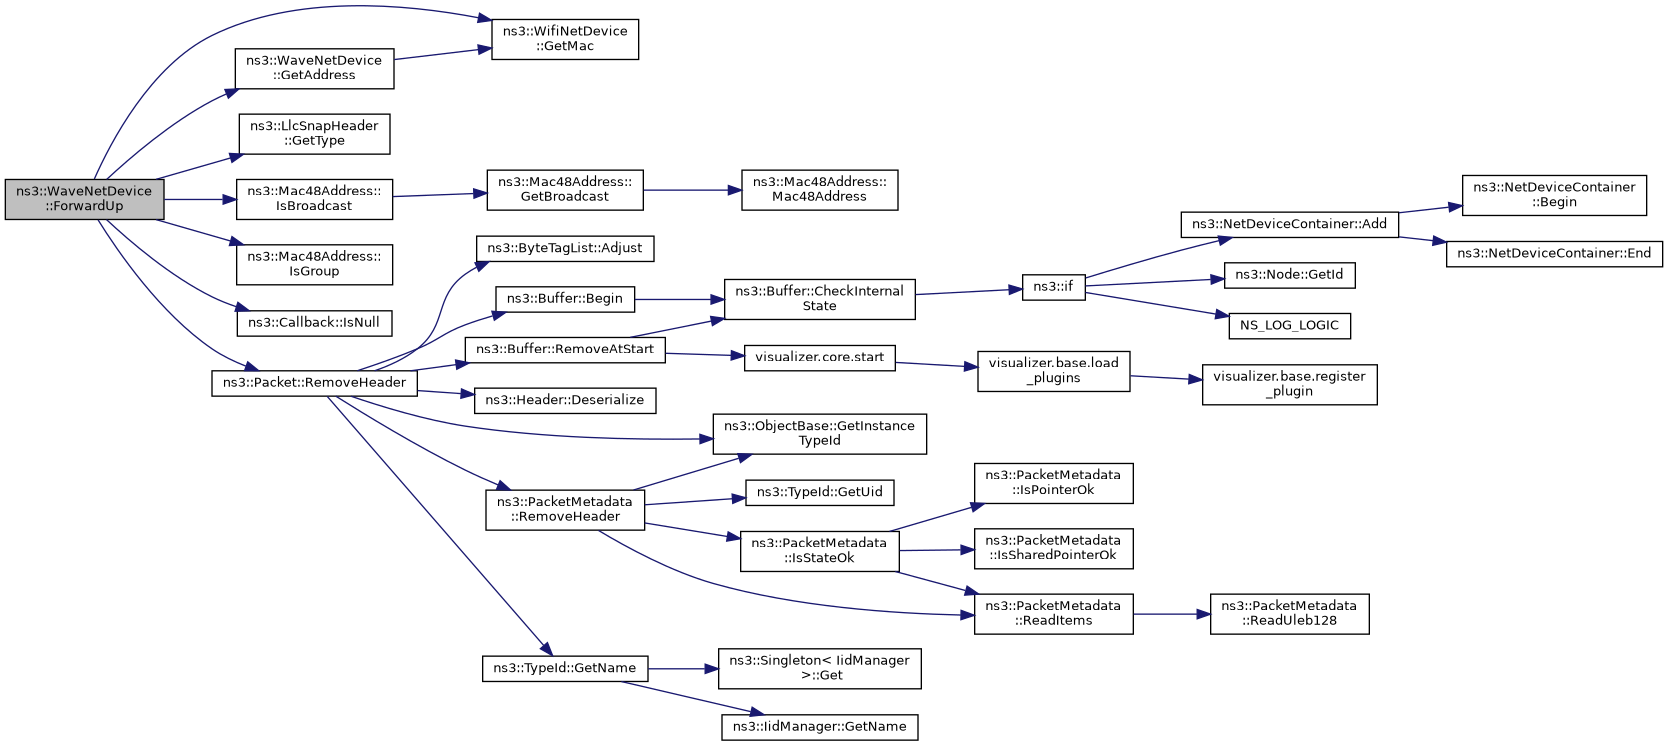 ns3::WaveNetDevice
::ForwardUp
ns3::WifiNetDevice
::GetMac
ns3::WaveNetDevice
::GetAddress
ns3::LlcSnapHeader
::GetType
ns3::Mac48Address::
IsBroadcast
ns3::Mac48Address::
GetBroadcast
ns3::Mac48Address::
Mac48Address
ns3::Mac48Address::
IsGroup
ns3::Callback::IsNull
ns3::Packet::RemoveHeader
ns3::ByteTagList::Adjust
ns3::Buffer::Begin
ns3::Buffer::CheckInternal
State
ns3::if
ns3::NetDeviceContainer::Add
ns3::NetDeviceContainer
::Begin
ns3::NetDeviceContainer::End
ns3::Node::GetId
NS_LOG_LOGIC
ns3::Buffer::RemoveAtStart
visualizer.core.start
visualizer.base.load
_plugins
visualizer.base.register
_plugin
ns3::Header::Deserialize
ns3::ObjectBase::GetInstance
TypeId
ns3::PacketMetadata
::RemoveHeader
ns3::TypeId::GetUid
ns3::PacketMetadata
::IsStateOk
ns3::PacketMetadata
::IsPointerOk
ns3::PacketMetadata
::IsSharedPointerOk
ns3::PacketMetadata
::ReadItems
ns3::PacketMetadata
::ReadUleb128
ns3::TypeId::GetName
ns3::Singleton< IidManager
>::Get
ns3::IidManager::GetName